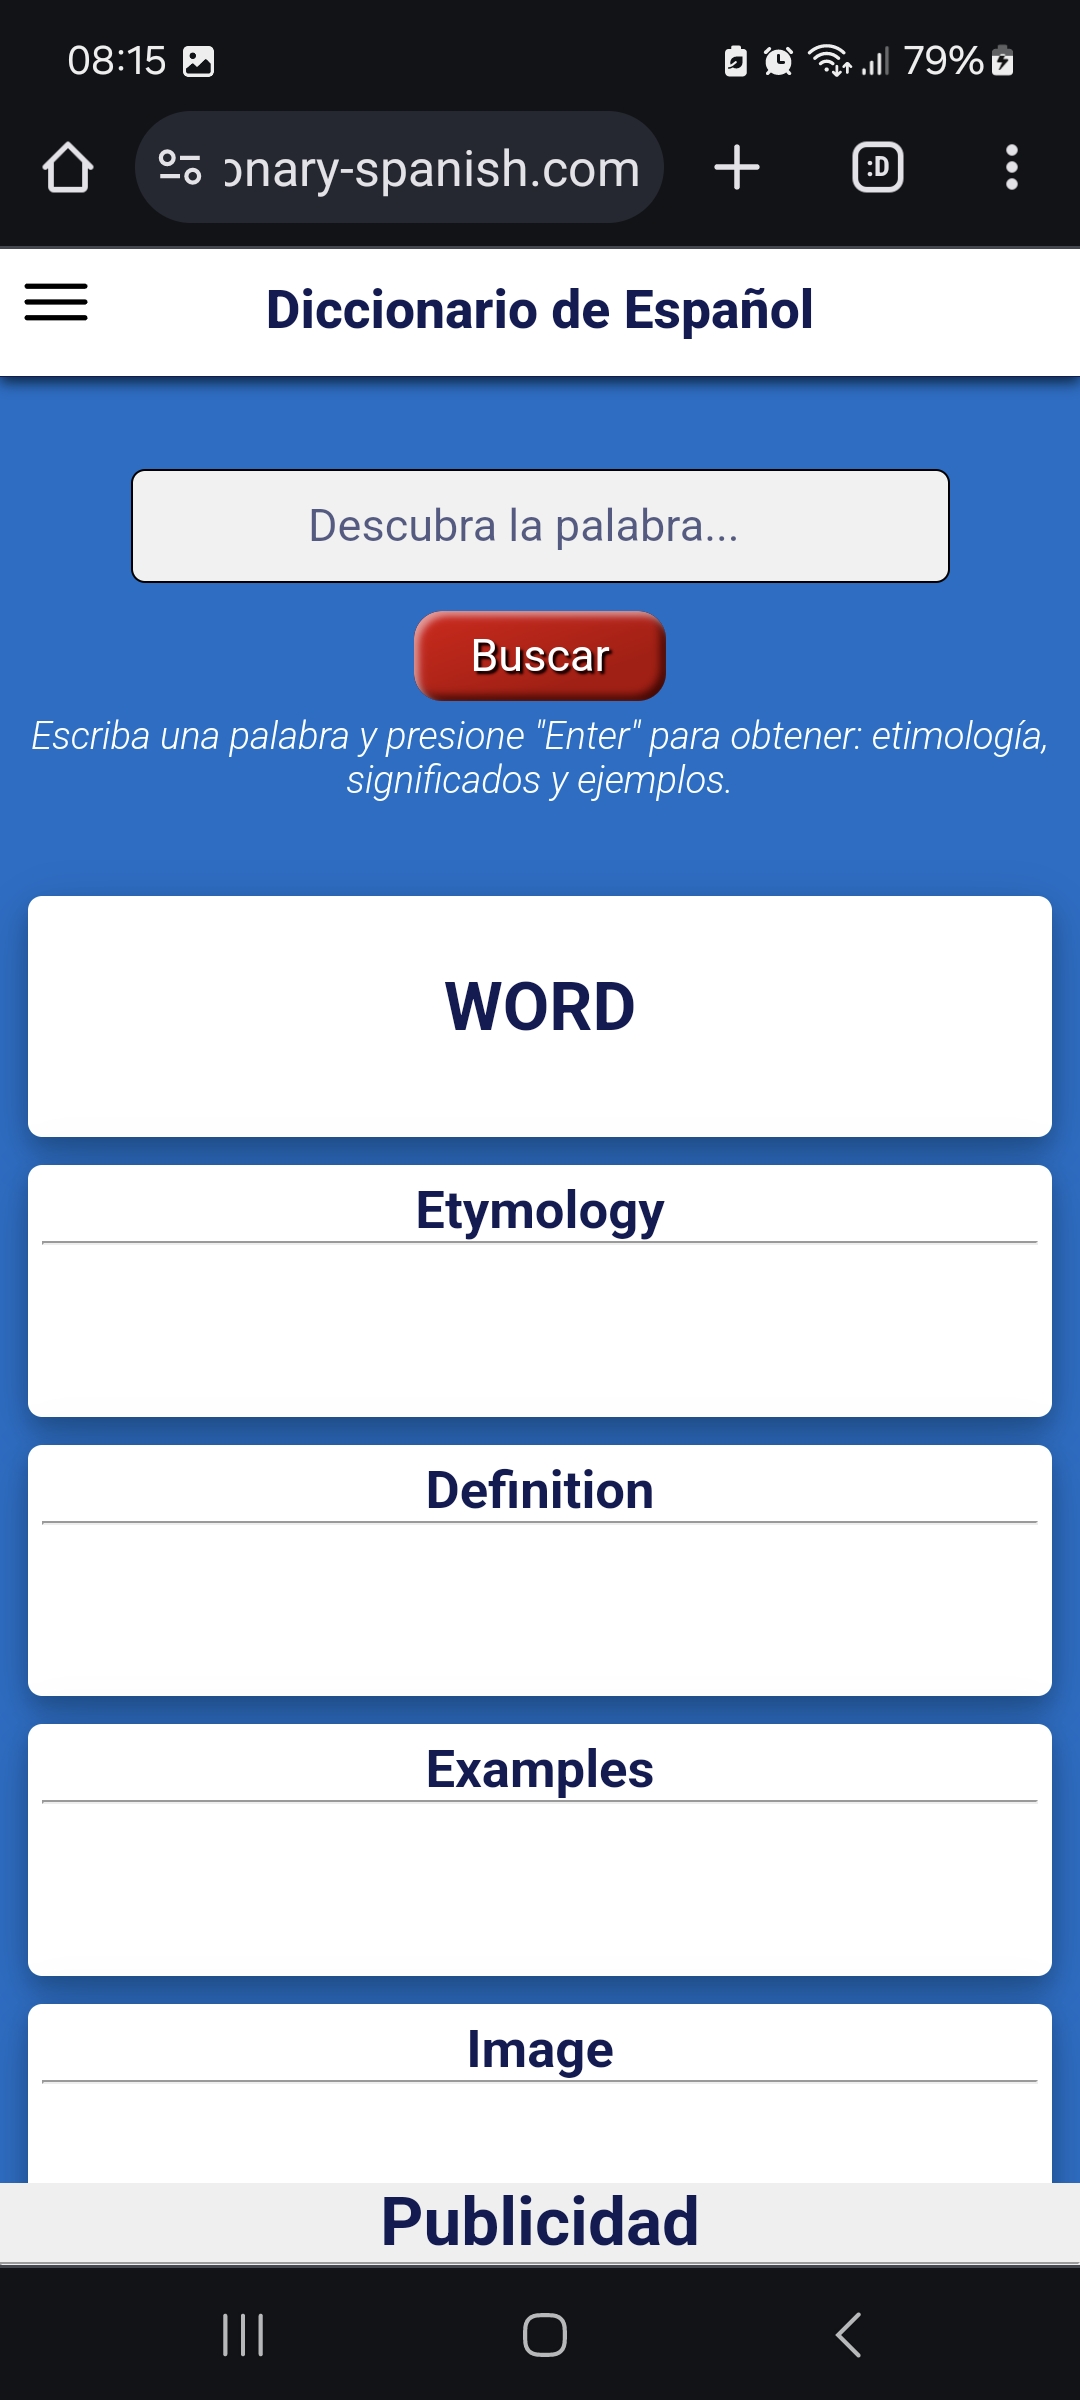 08:15
79%
onary-spanish.com
:D
Diccionario de Español
Descubra la palabra...
Buscar
Escriba una palabra y presione "Enter" para obtener: etimología,
significados y ejemplos.
WORD
Etymology
Definition
Examples
Image
Publicidad